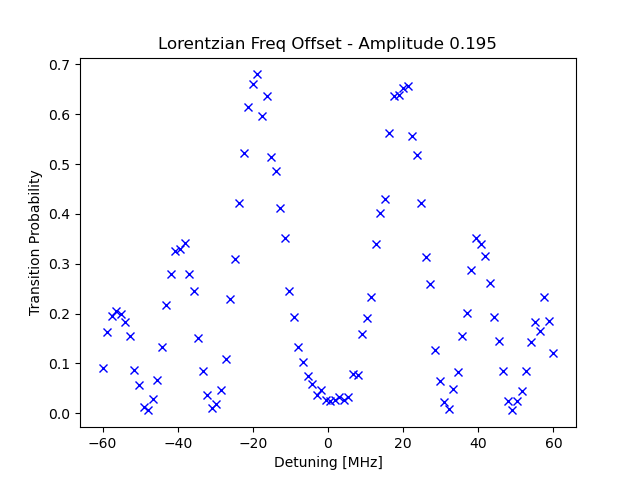 Lorentzian Freq Offset - Amplitude 0.195
Transition Probability
0.7
0.6
0.5
0.4
0.3
0.2
0.1
0.0
−60 −40 −20 0 20 40 60
Detuning [MHz]